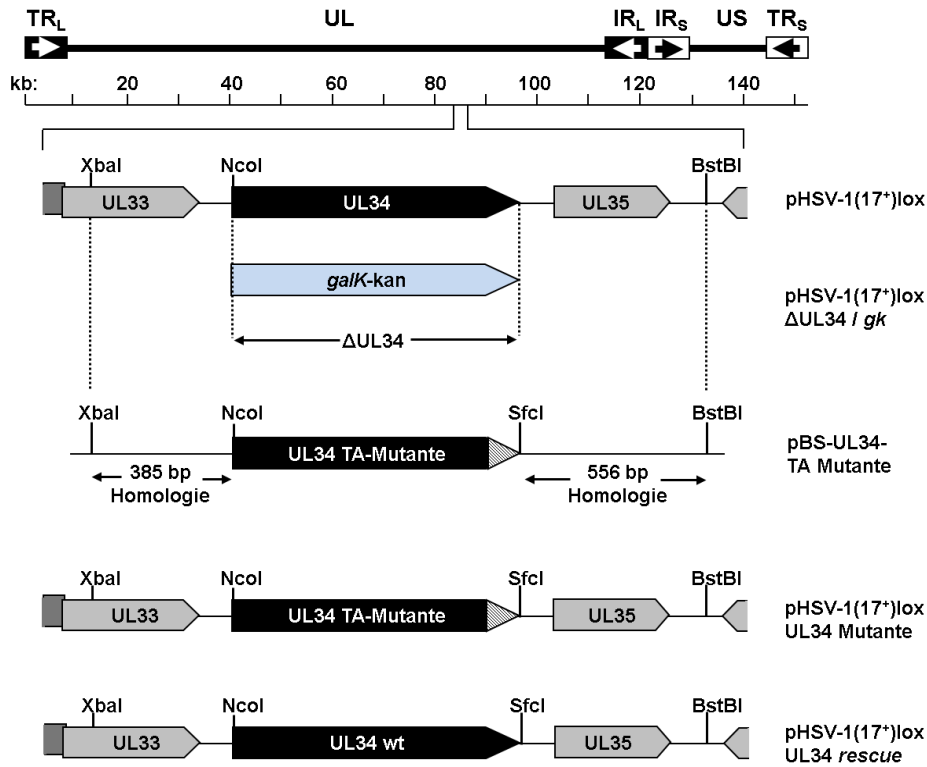 TRL UL IRL IRS US TRS
kb: 20 40 60 80 100 120 140
XbaI NcoI BstBI
UL33 UL34 UL35 pHSV-1(17+)lox
galK-kan
pHSV-1(17+)lox
ΔUL34 / gk
ΔUL34
XbaI NcoI SfcI BstBI
UL34 TA-Mutante
pBS-UL34-
TA Mutante
385 bp
Homologie
556 bp
Homologie
XbaI NcoI SfcI BstBI
UL33 UL34 TA-Mutante UL35
pHSV-1(17+)lox
UL34 Mutante
XbaI NcoI SfcI BstBI
UL33 UL34 wt UL35
pHSV-1(17+)lox
UL34 rescue